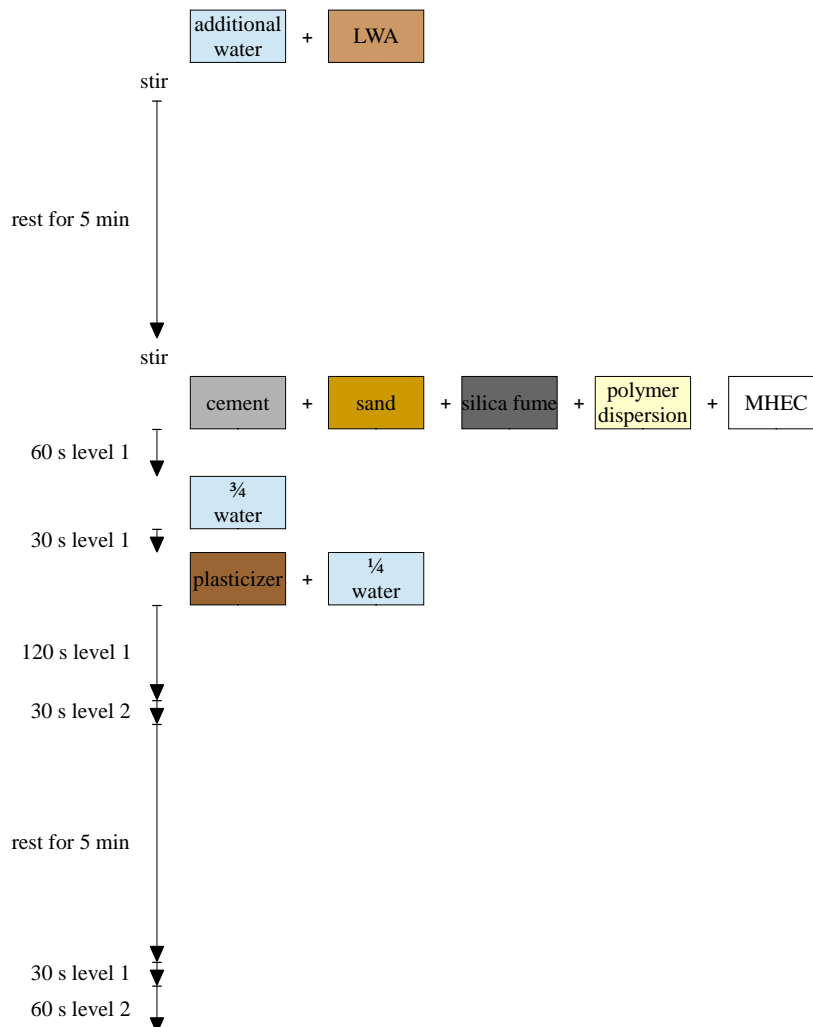 additional
water
+
LWA
stir
rest for 5 min
stir
cement
+
sand
+
silica fume
+
polymer
dispersion
+
MHEC
60 s level 1
¾
water
30 s level 1
plasticizer
+
¼
water
120 s level 1
30 s level 2
rest for 5 min
30 s level 1
60 s level 2